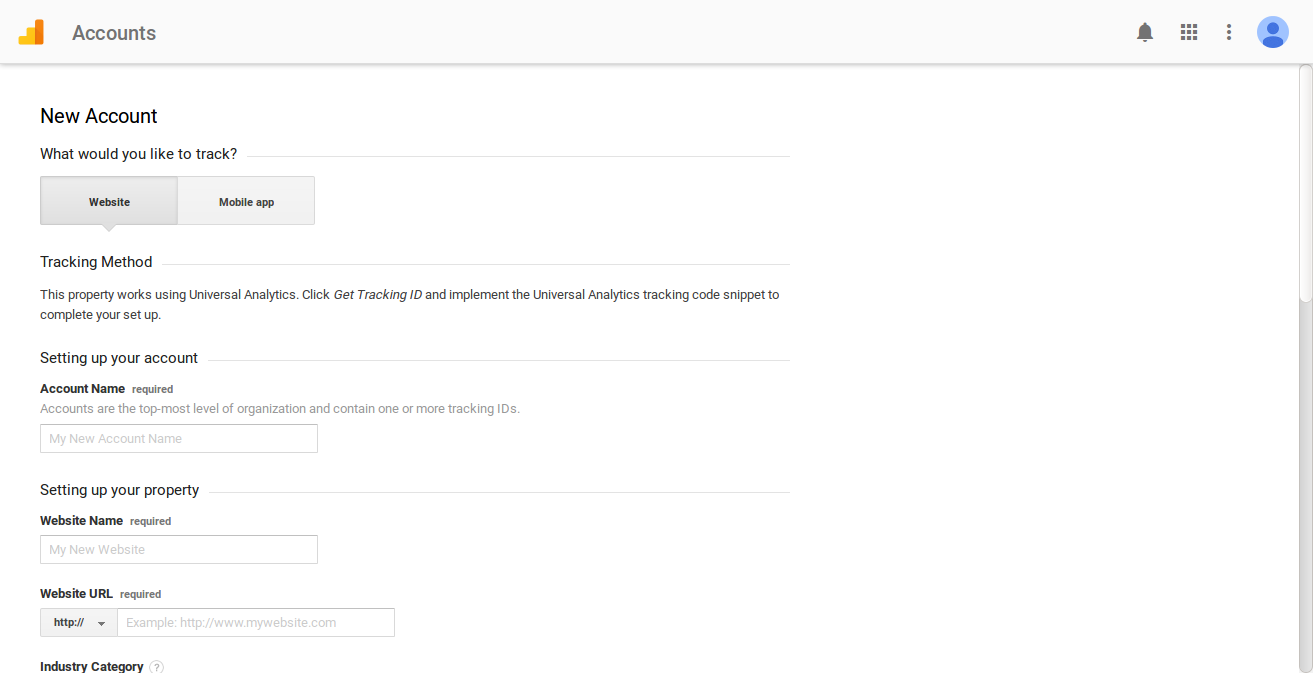 Accounts
New Account
What would you like to track?
Website
Mobile app
Tracking Method
This property works using Universal Analytics. Click Get Tracking ID and implement the Universal Analytics tracking code snippet to
complete your set up.
Setting up your account
Account Name required
Accounts are the top-most level of organization and contain one or more tracking IDs.
My New Account Name
Setting up your property
Website Name required
My New Website
Website URL required
http:// Example: http://www.mywebsite.com
Industry Category ?